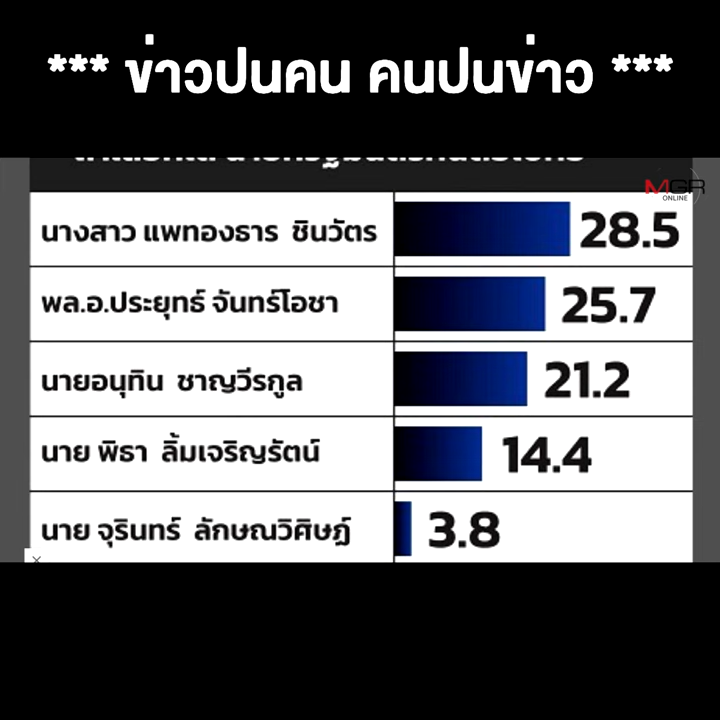 *** ข่าวปนคน คนปนข่าว ***
MGR
ONLINE
นางสาว แพทองธาร ชินวัตร 28.5
พล.อ.ประยุทธ์ จันทร์โอชา 25.7
นายอนุทิน ชาญวีรกูล 21.2
นาย พิธา ลิ้มเจริญรัตน์ 14.4
นาย จุรินทร์ ลักษณวิศิษฏ์ 3.8